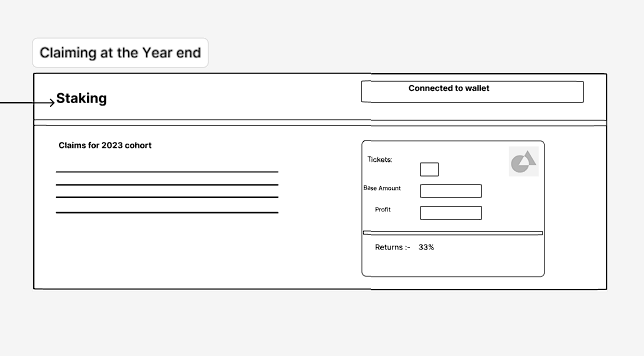 Claiming at the Year end
Staking
Connected to wallet
Claims for 2023 cohort
Tickets:
Base Amount
Profit
Returns :- 33%